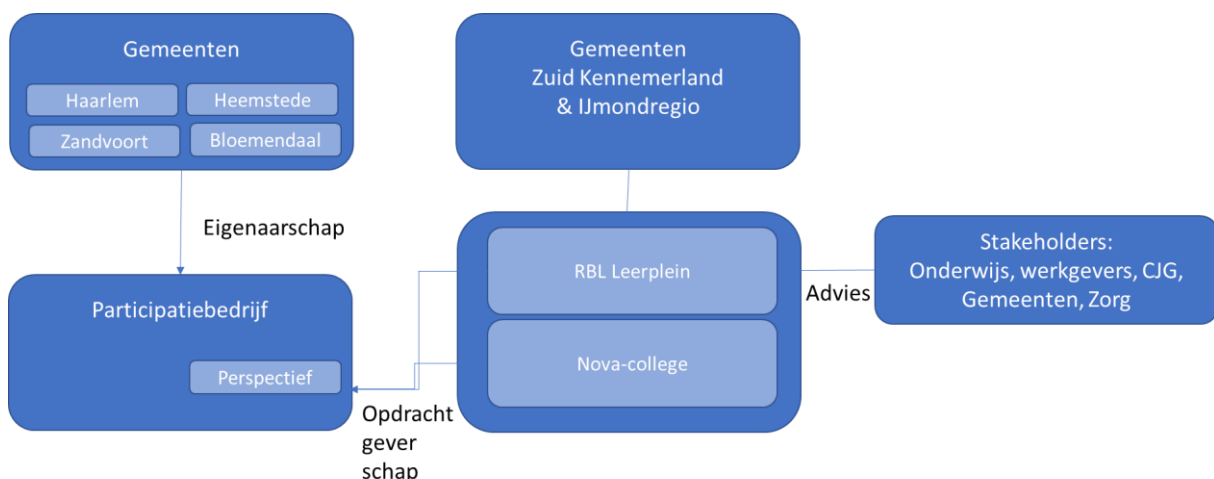 Gemeenten
Haarlem
Heemstede
Zandvoort
Bloemendaal
Eigenaarschap
Participatiebedrijf
Perspectief
Gemeenten
Zuid Kennemerland
& IJmondregio
RBL Leerplein
Nova-college
Opdracht
gever
schap
Advies
Stakeholders:
Onderwijs, werkgevers, CJG,
Gemeenten, Zorg